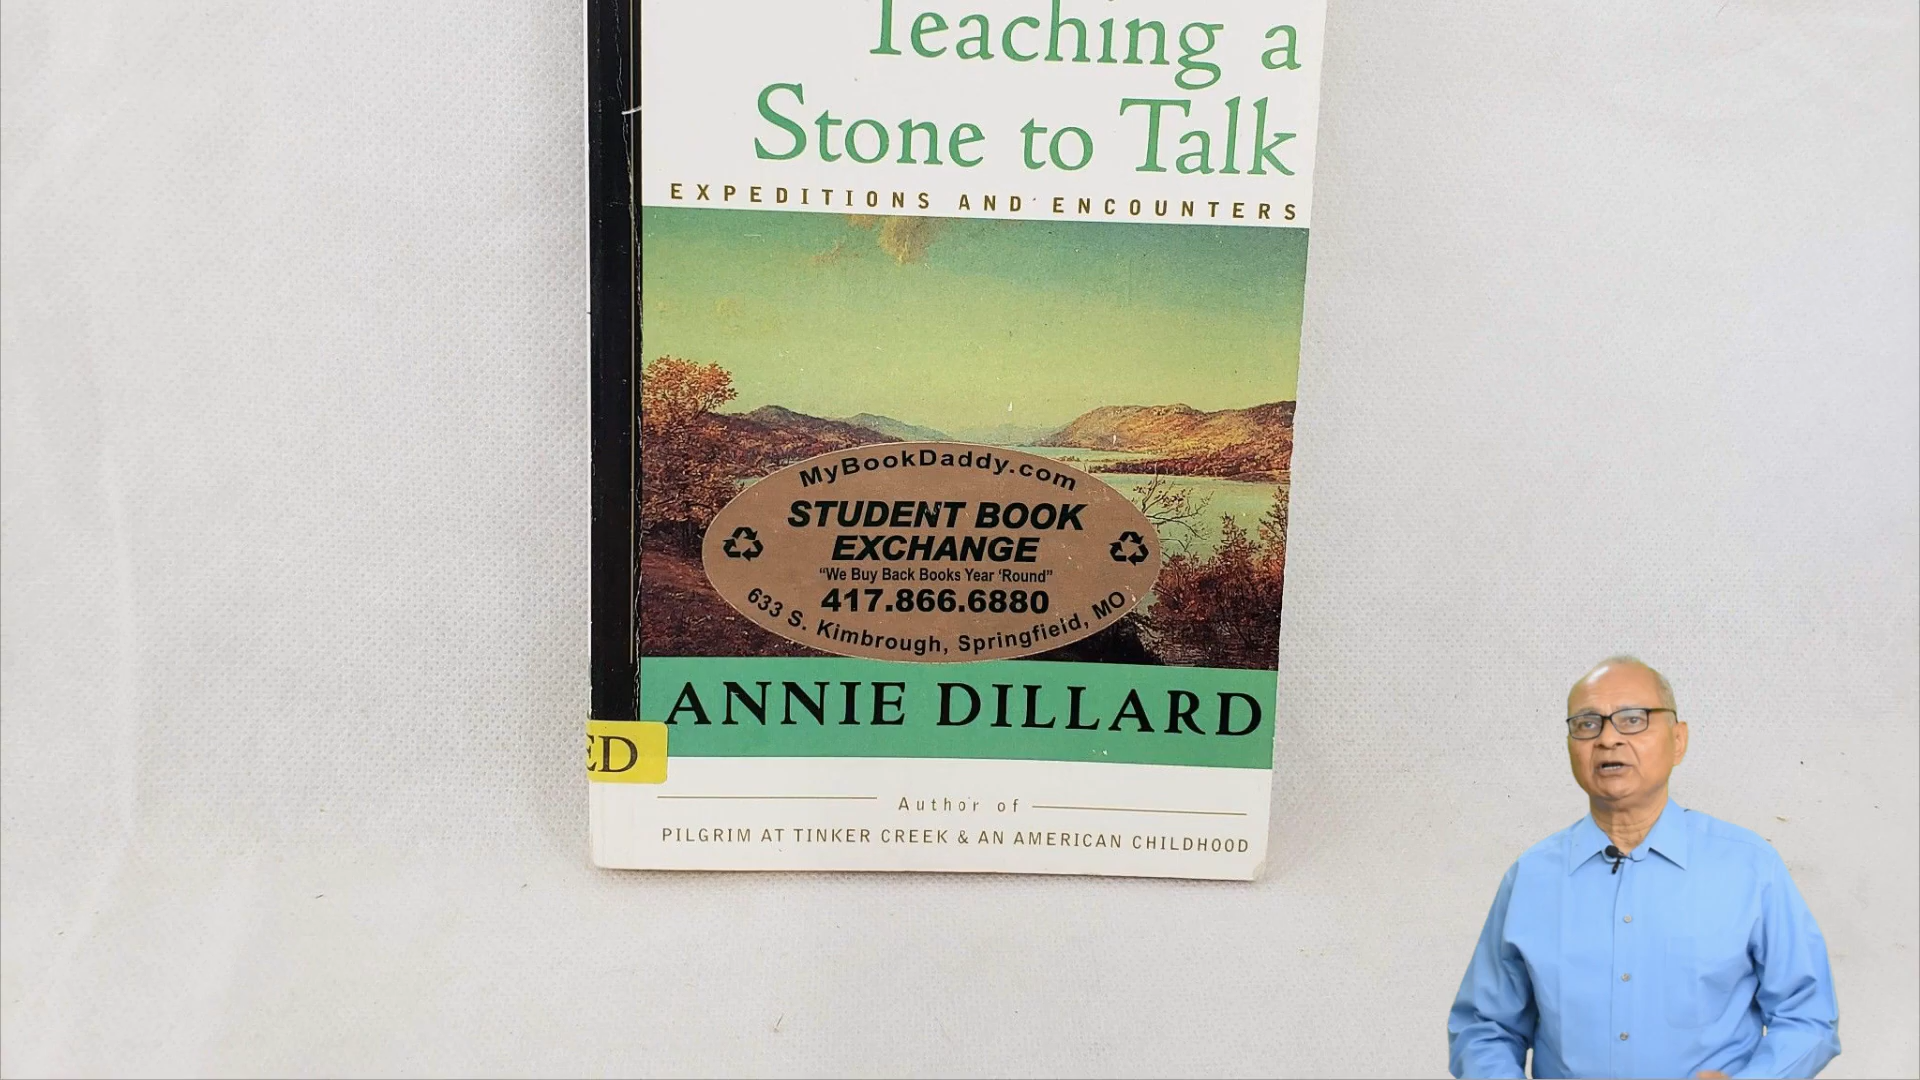 Teaching a
Stone to Talk
EXPEDITIONS AND ENCOUNTERS
MyBookDaddy.com
STUDENT BOOK
EXCHANGE
"We Buy Back Books Year 'Round"
417.866.6880
633 S. Kimbrough, Springfield, MO
ANNIE DILLARD
ED
Author of
PILGRIM AT TINKER CREEK & AN AMERICAN CHILDHOOD